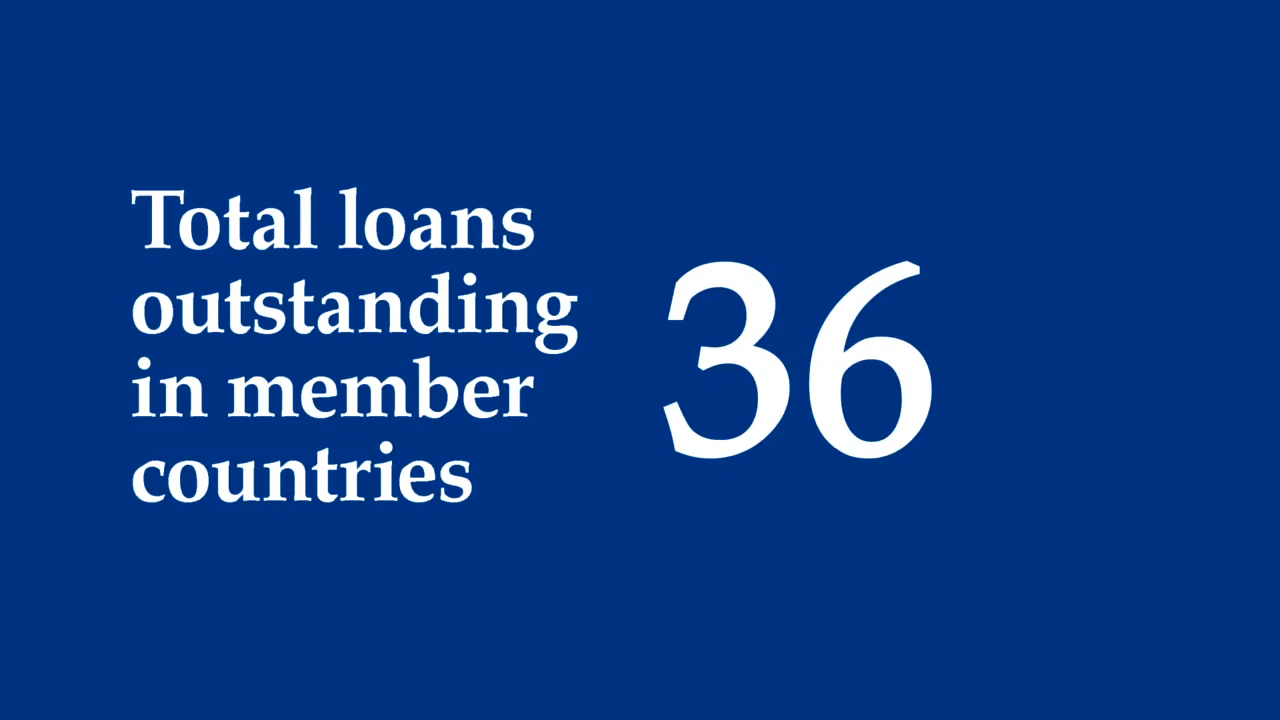 Total loans
outstanding
in member
countries
36